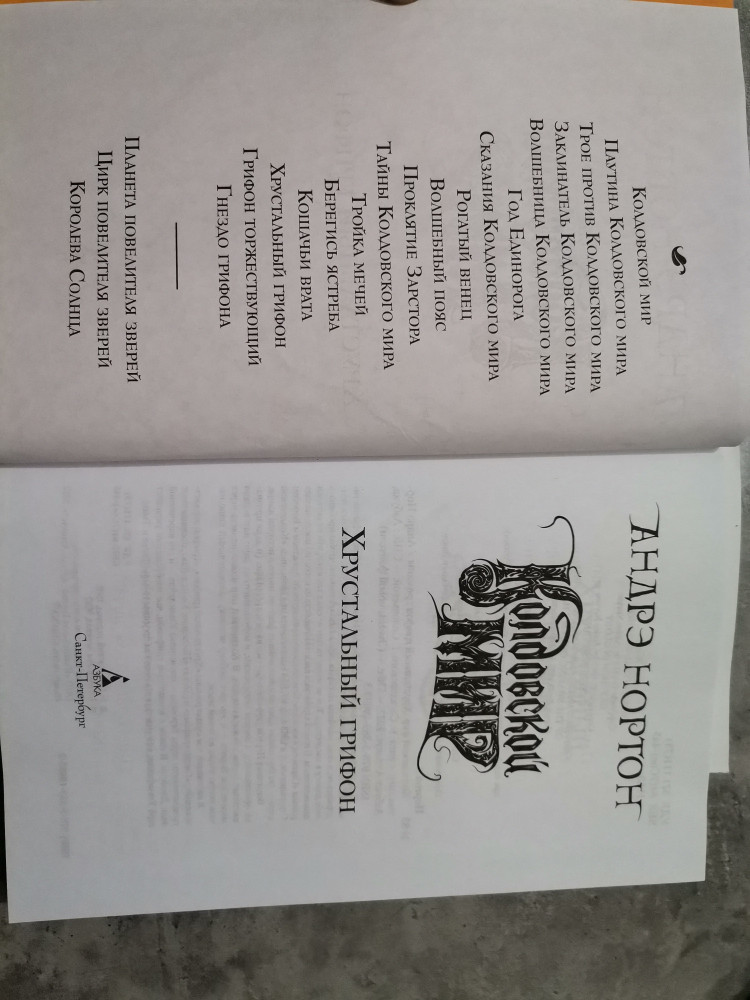 Колдовской мир
Паутина Колдовского мира
Трое против Колдовского мира
Заклинатель Колдовского мира
Волшебница Колдовского мира
Год Единорога
Сказания Колдовского мира
Рогатый венец
Волшебный пояс
Проклятие Зарстора
Тайны Колдовского мира
Тройка мечей
Берегись ястреба
Кошачьи врата
Хрустальный грифон
Грифон торжествующий
Гнездо грифона
Планета повелителя зверей
Цирк повелителя зверей
Королева Солнца
АНДРЭ НОРТОН
Колдовской
МИР
Хрустальный грифон
АЗБУКА
Санкт-Петербург